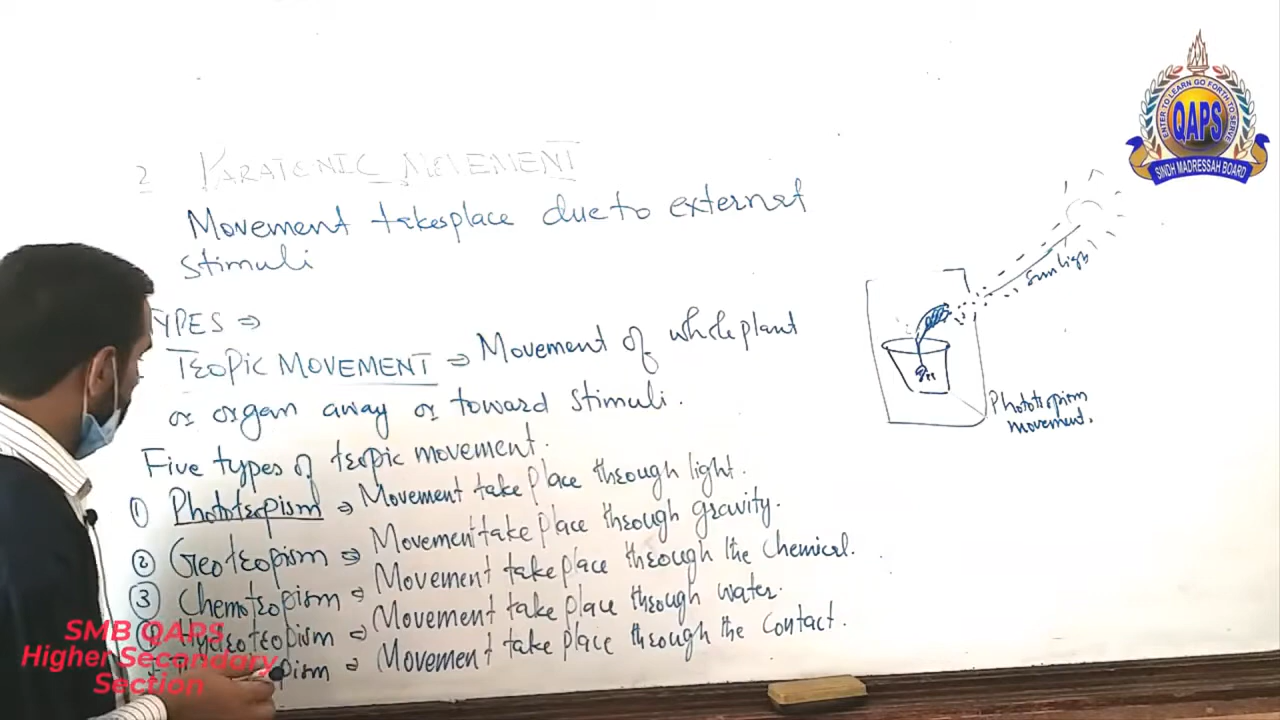 2 PARATONIC MOVEMENT
Movement takesplace due to external
stimuli
TYPES ⇒
TROPIC MOVEMENT ⇒ Movement of whole plant
or organ away or toward stimuli.
Five types of tropic movement.
① Phototropism ⇒ Movement take place through light.
② Geotropism ⇒ Movement take place through gravity.
③ Chemotropism ⇒ Movement take place through the Chemical.
Hydrotropism ⇒ Movement take place through water.
pism ⇒ Movement take place through the contact.
Sun light
Phototropism
movement.
ENTER TO LEARN GO FORTH TO SERVE
QAPS
SINDH MADRESSAH BOARD
SMB QAPS
Higher Secondary
Section